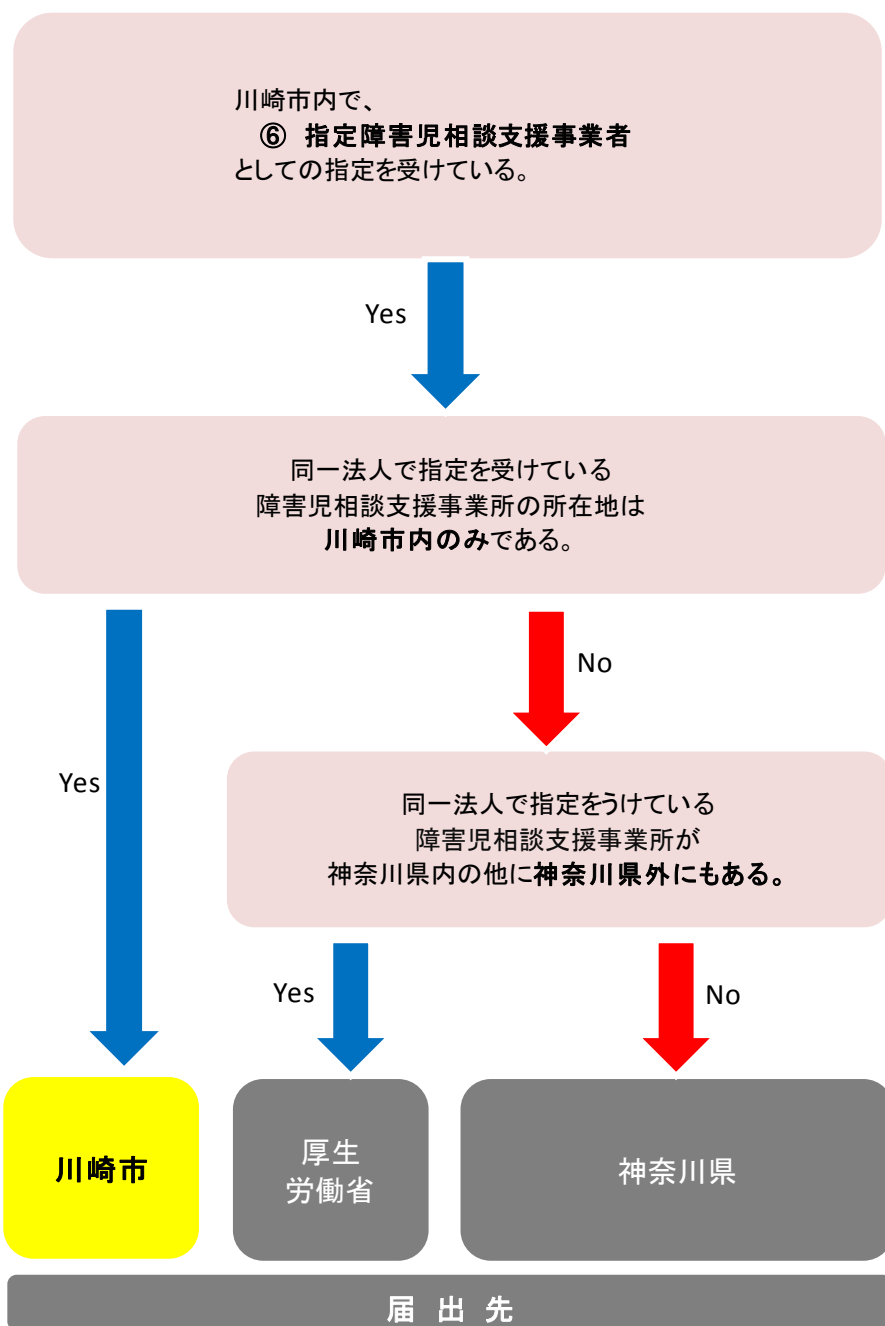 川崎市内で、
⑥ 指定障害児相談支援事業者
としての指定を受けている。
Yes
同一法人で指定を受けている
障害児相談支援事業所の所在地は
川崎市内のみである。
No
Yes
同一法人で指定をうけている
障害児相談支援事業所が
神奈川県内の他に神奈川県外にもある。
Yes
No
川崎市
厚生
労働省
神奈川県
届 出 先